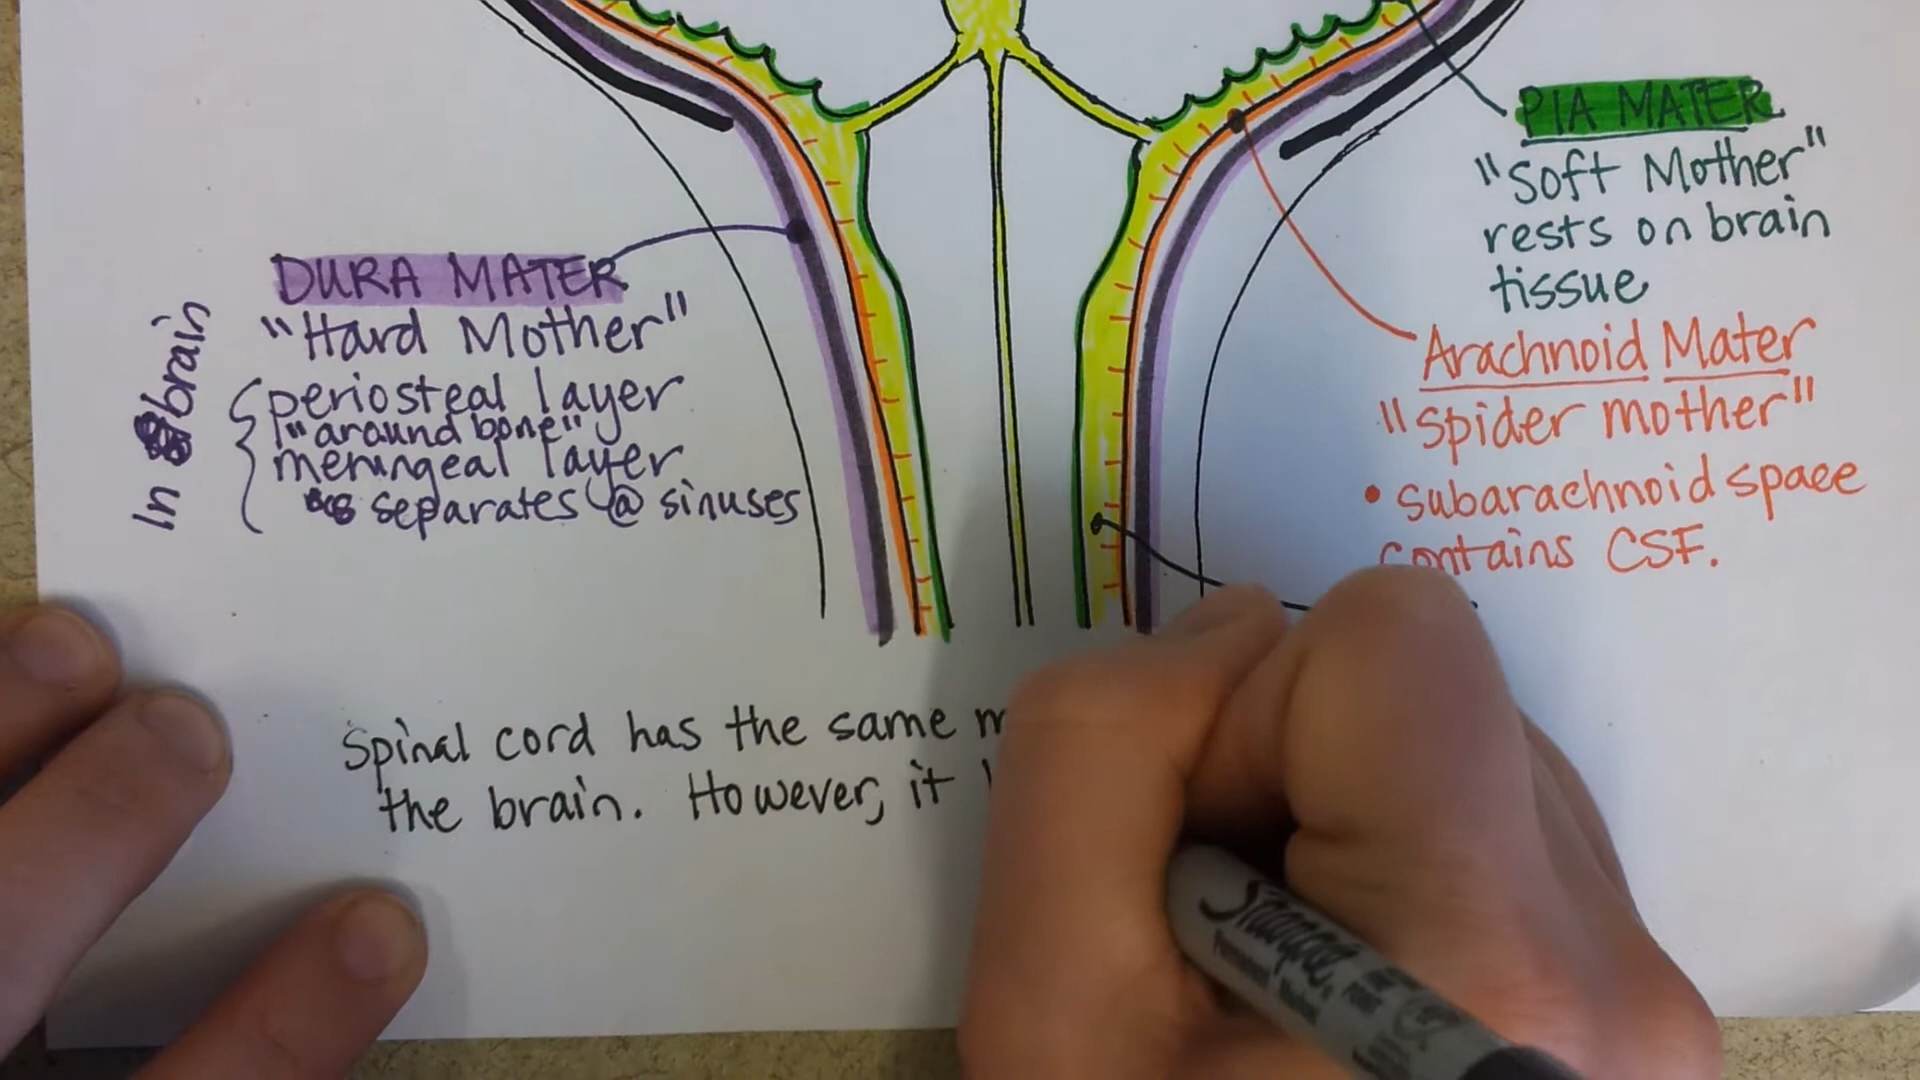 PIA MATER
"Soft Mother"
rests on brain
tissue
DURA MATER
"Hard Mother"
In brain
periosteal layer
"around bone"
meningeal layer
separates @ sinuses
Arachnoid Mater
"Spider mother"
• subarachnoid space
contains CSF.
Spinal cord has the same
the brain. However, it
Sharpie